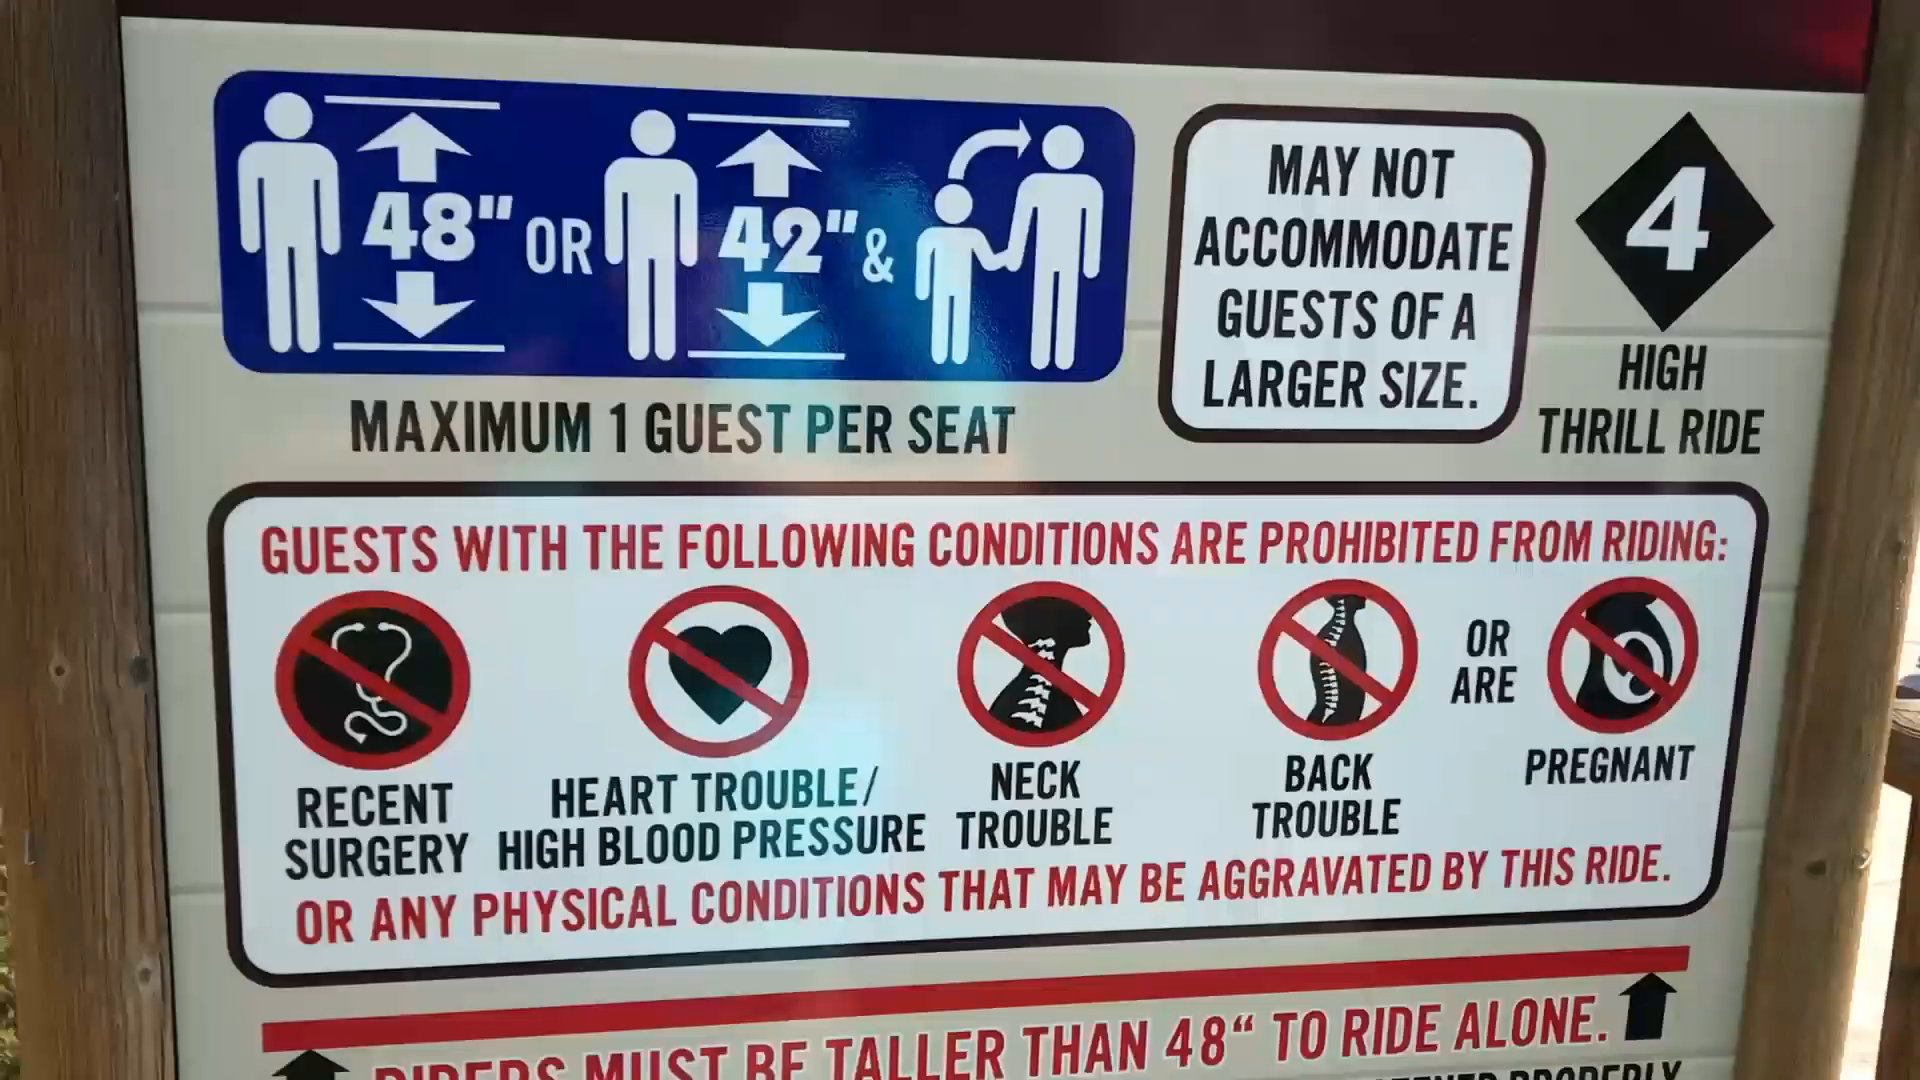 48" OR 42" &
MAXIMUM 1 GUEST PER SEAT
MAY NOT
ACCOMMODATE
GUESTS OF A
LARGER SIZE.
4
HIGH
THRILL RIDE
GUESTS WITH THE FOLLOWING CONDITIONS ARE PROHIBITED FROM RIDING:
RECENT
SURGERY
HEART TROUBLE/
HIGH BLOOD PRESSURE
NECK
TROUBLE
BACK
TROUBLE
OR
ARE
PREGNANT
OR ANY PHYSICAL CONDITIONS THAT MAY BE AGGRAVATED BY THIS RIDE.
RIDERS MUST BE TALLER THAN 48“ TO RIDE ALONE.
PROPERLY